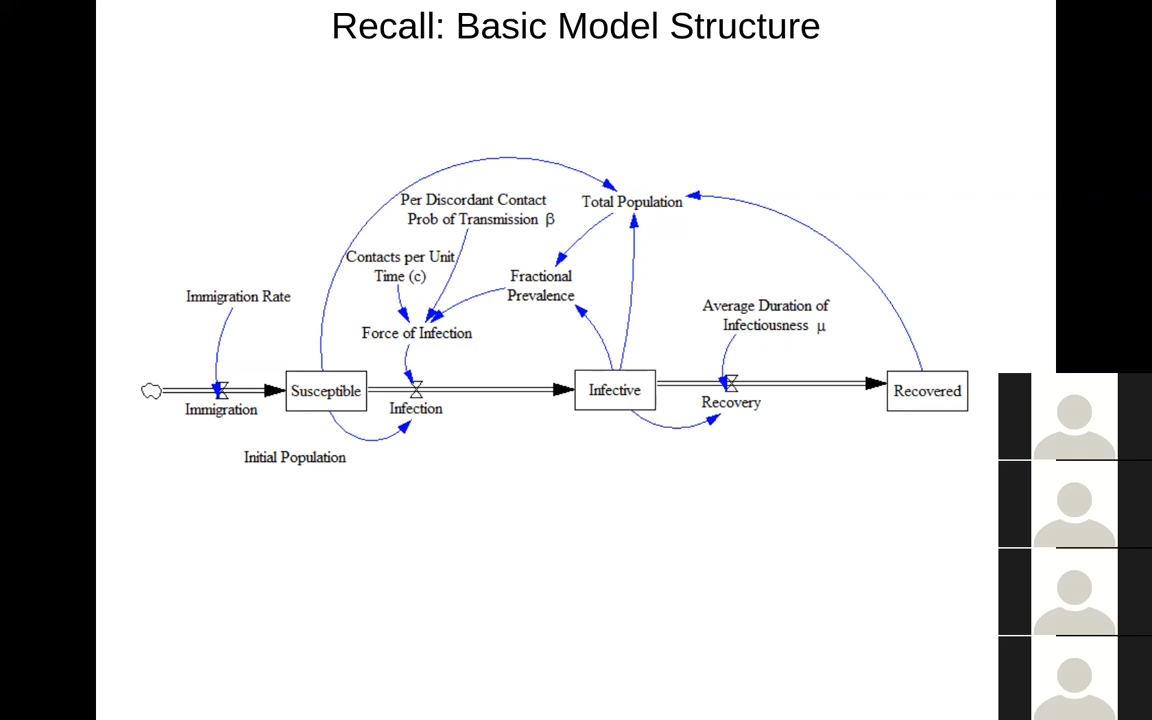 Recall: Basic Model Structure
Per Discordant Contact
Prob of Transmission β
Total Population
Contacts per Unit
Time (c)
Fractional
Prevalence
Immigration Rate
Average Duration of
Infectiousness μ
Force of Infection
Susceptible
Infective
Recovered
Immigration
Infection
Recovery
Initial Population